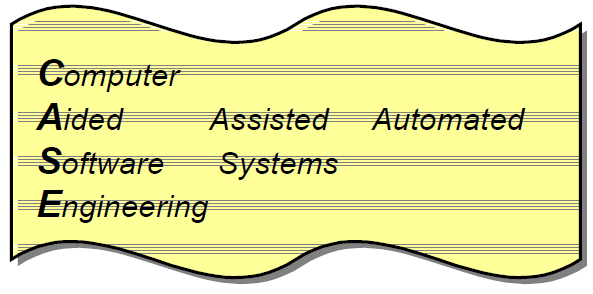 Computer
Aided Assisted Automated
Software Systems
Engineering